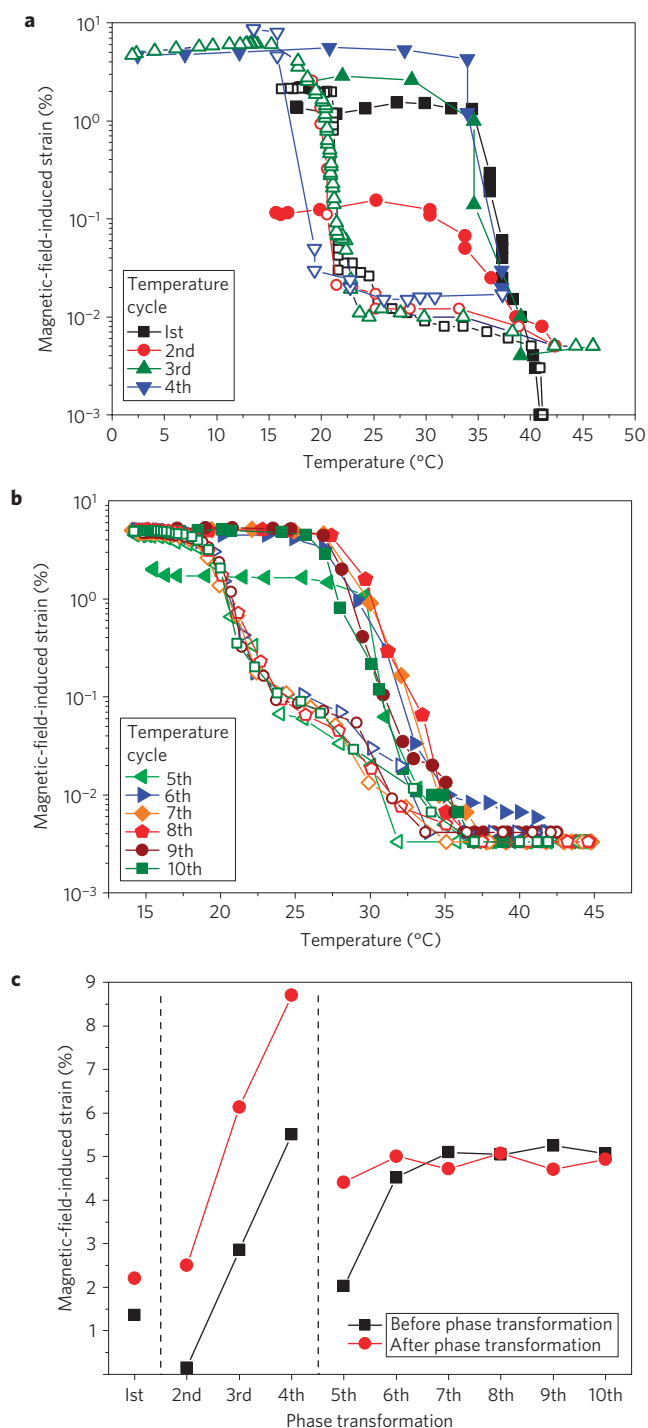 a
10¹
10⁰
10⁻¹
10⁻²
10⁻³
Magnetic-field-induced strain (%)
Temperature
cycle
Ist
2nd
3rd
4th
0 5 10 15 20 25 30 35 40 45 50
Temperature (°C)
b
10¹
10⁰
10⁻¹
10⁻²
10⁻³
Magnetic-field-induced strain (%)
Temperature
cycle
5th
6th
7th
8th
9th
10th
15 20 25 30 35 40 45
Temperature (°C)
c
9
8
7
6
5
4
3
2
1
Magnetic-field-induced strain (%)
Before phase transformation
After phase transformation
Ist 2nd 3rd 4th 5th 6th 7th 8th 9th 10th
Phase transformation